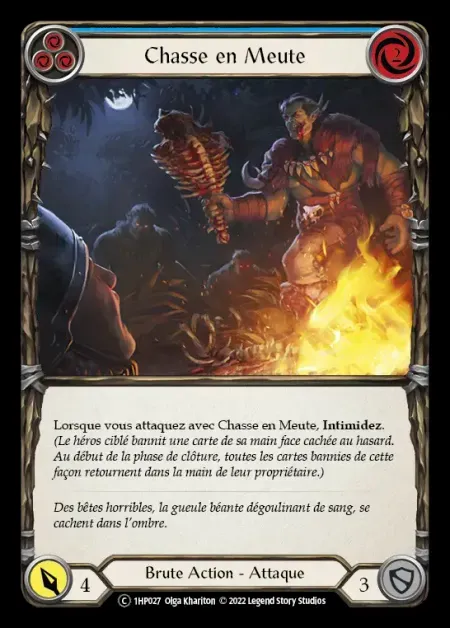 Chasse en Meute
2
Lorsque vous attaquez avec Chasse en Meute, Intimidez.
(Le héros ciblé bannit une carte de sa main face cachée au hasard.
Au début de la phase de clôture, toutes les cartes bannies de cette
façon retournent dans la main de leur propriétaire.)
Des bêtes horribles, la gueule béante dégoulinant de sang, se
cachent dans l'ombre.
4
Brute Action - Attaque
3
C 1HP027 Olga Khariton © 2022 Legend Story Studios